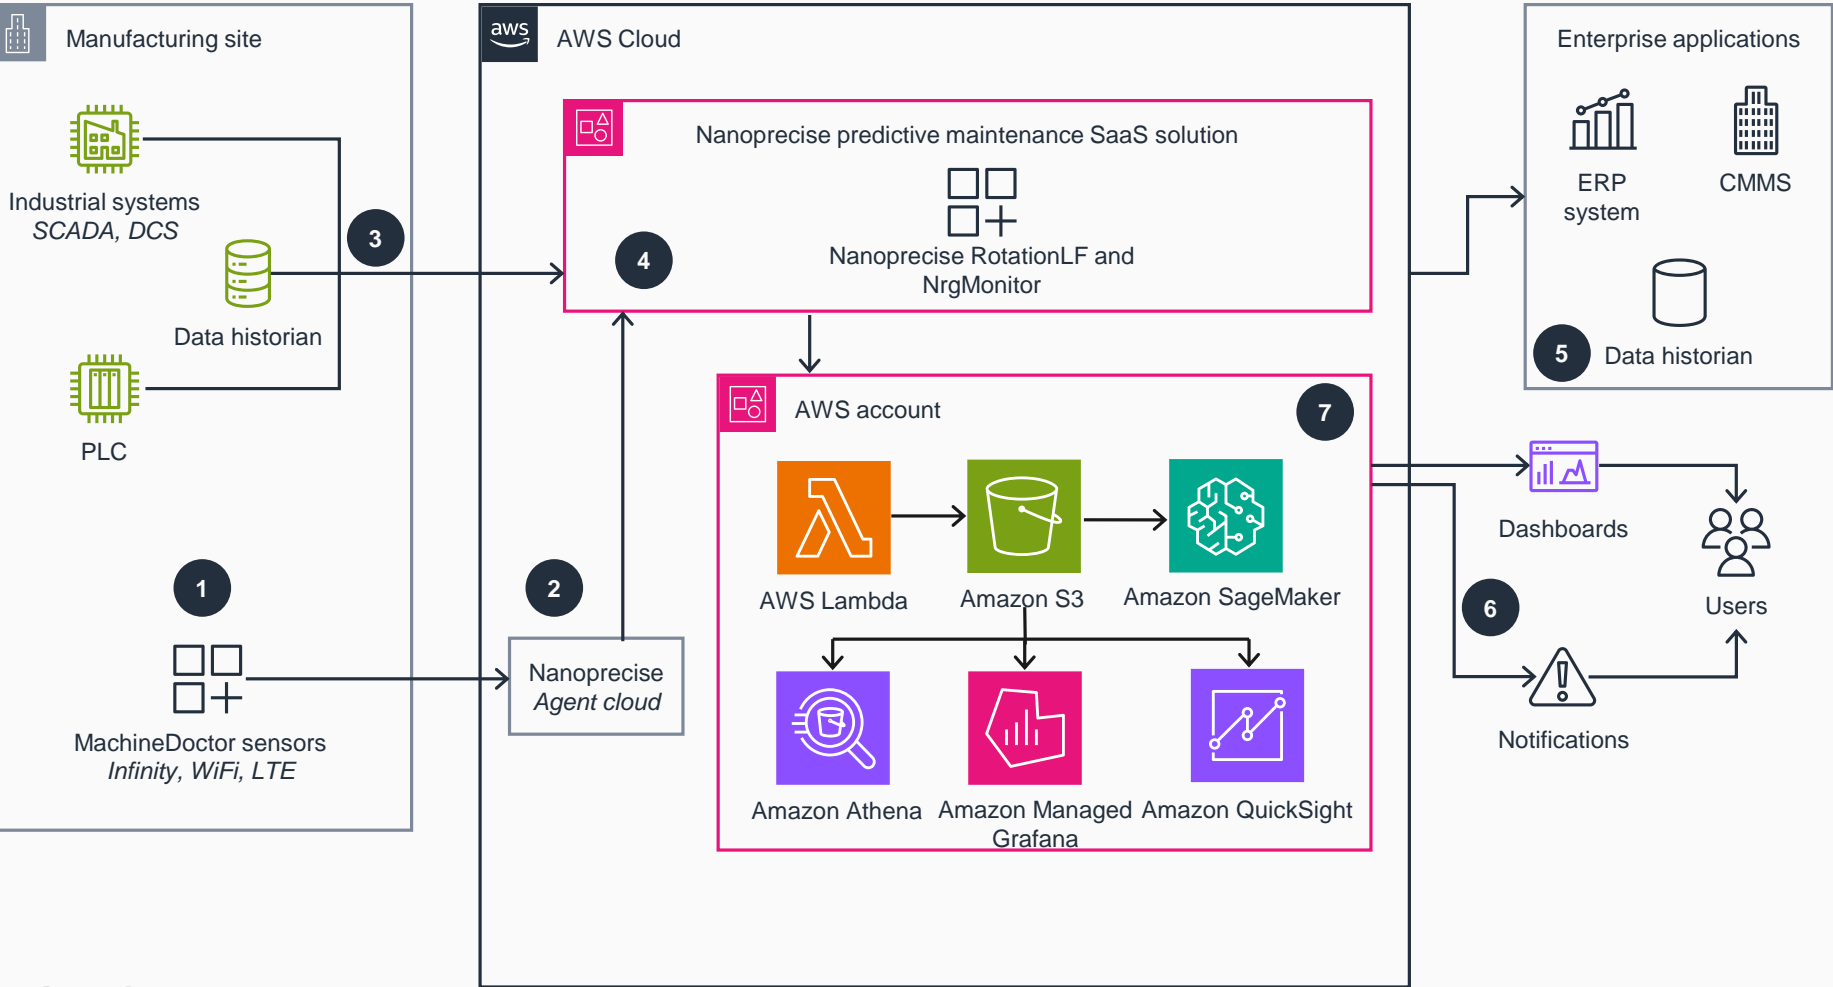 Manufacturing site
Industrial systems
SCADA, DCS
3
Data historian
PLC
1
MachineDoctor sensors
Infinity, WiFi, LTE
aws
AWS Cloud
Nanoprecise predictive maintenance SaaS solution
4
Nanoprecise RotationLF and
NrgMonitor
2
Nanoprecise
Agent cloud
AWS account
7
AWS Lambda
Amazon S3
Amazon SageMaker
Amazon Athena
Amazon Managed
Grafana
Amazon QuickSight
Enterprise applications
ERP
system
CMMS
5
Data historian
Dashboards
Users
6
Notifications